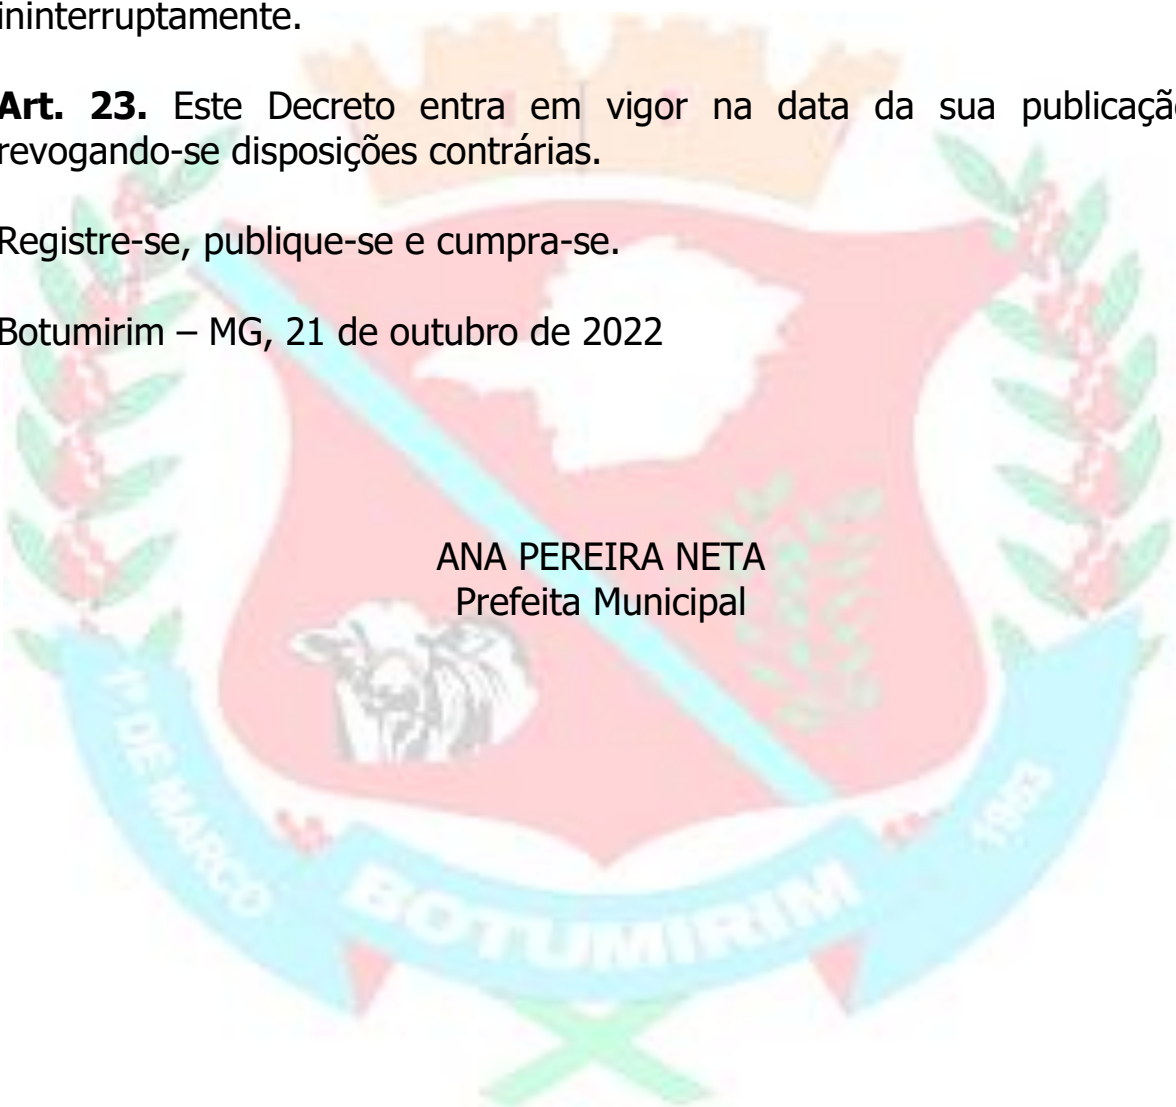 ininterruptamente.
Art. 23. Este Decreto entra em vigor na data da sua publicação
revogando-se disposições contrárias.
Registre-se, publique-se e cumpra-se.
Botumirim – MG, 21 de outubro de 2022
ANA PEREIRA NETA
Prefeita Municipal
1º DE MARÇO
BOTUMIRIM
1963